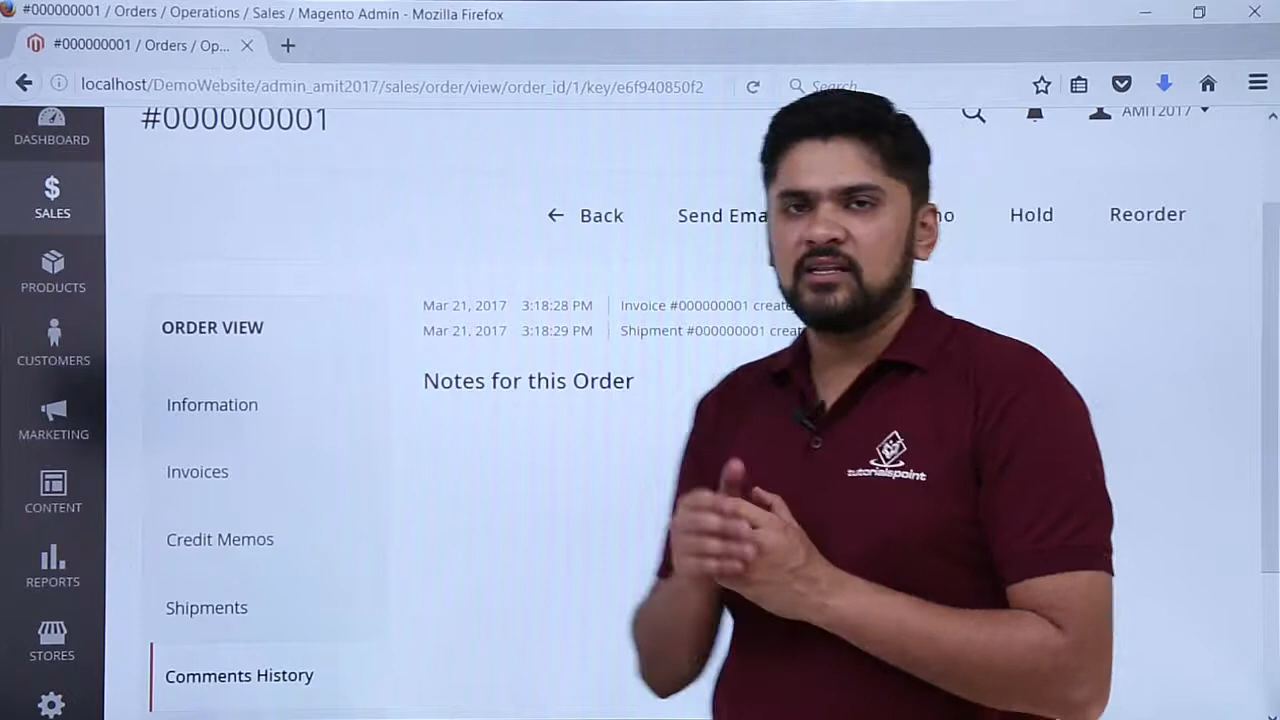 #000000001 / Orders / Operations / Sales / Magento Admin - Mozilla Firefox
#000000001 / Orders / Op...
localhost/DemoWebsite/admin_amit2017/sales/order/view/order_id/1/key/e6f940850f2
Search
#000000001
AMIT2017
DASHBOARD
SALES
PRODUCTS
CUSTOMERS
MARKETING
CONTENT
REPORTS
STORES
Back
Send Ema
no
Hold
Reorder
ORDER VIEW
Information
Invoices
Credit Memos
Shipments
Comments History
Mar 21, 2017 3:18:28 PM Invoice #000000001 create
Mar 21, 2017 3:18:29 PM Shipment #000000001 creat
Notes for this Order
tutorialspoint